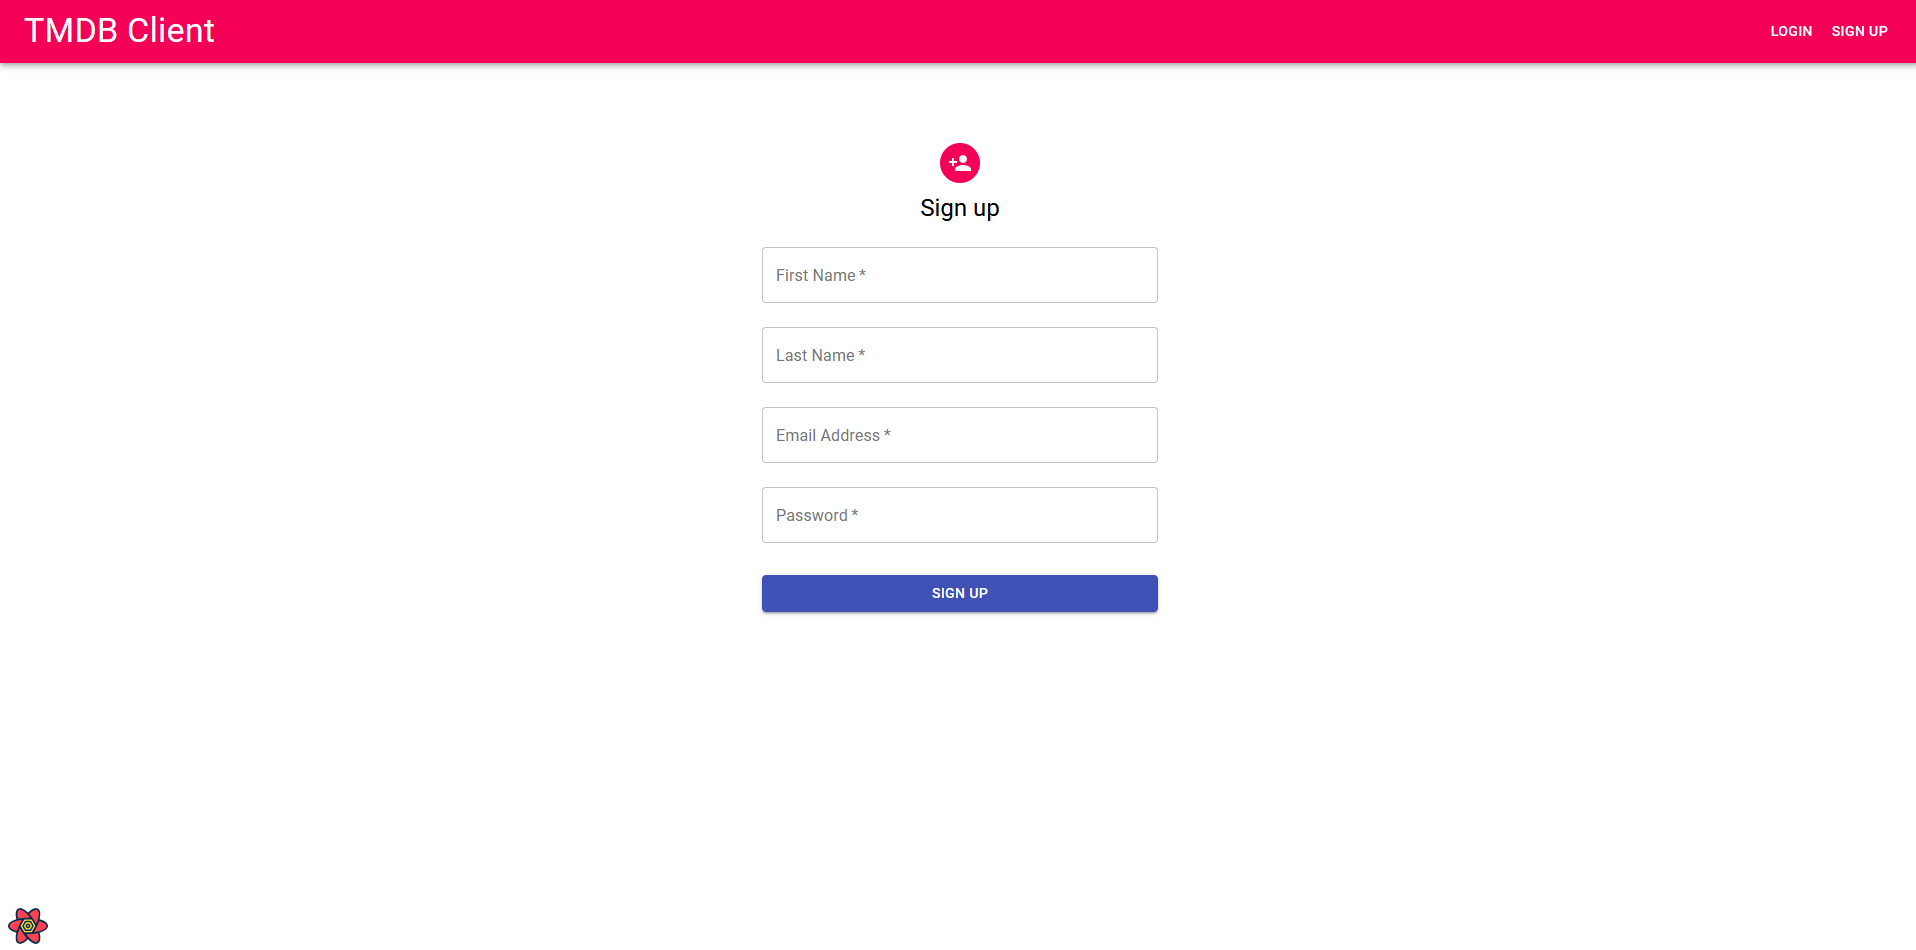 TMDB Client
LOGIN SIGN UP
Sign up
First Name *
Last Name *
Email Address *
Password *
SIGN UP